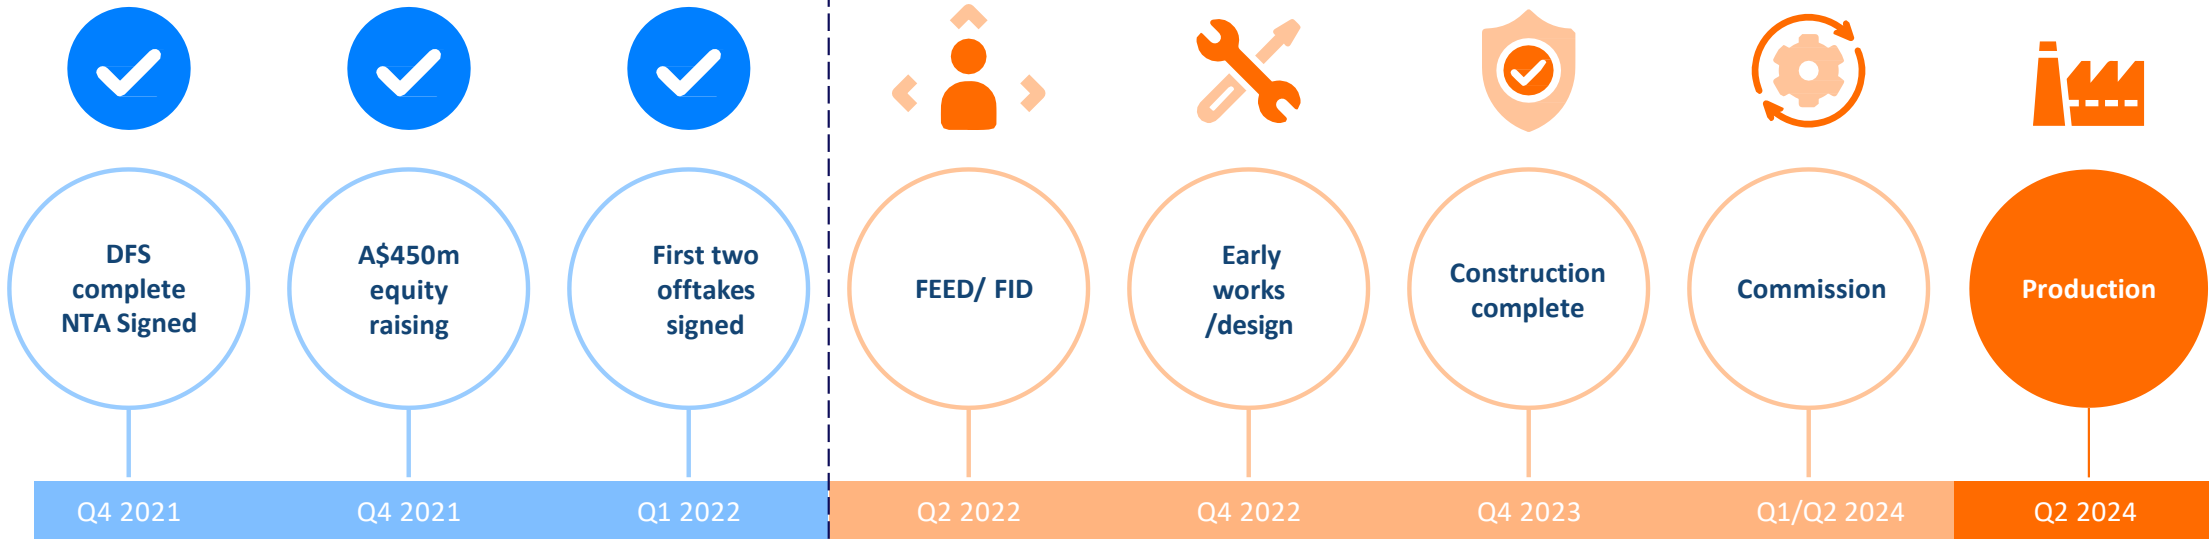 DFS
complete
NTA Signed
A$450m
equity
raising
First two
offtakes
signed
FEED/ FID
Early
works
/design
Construction
complete
Commission
Production
Q4 2021
Q4 2021
Q1 2022
Q2 2022
Q4 2022
Q4 2023
Q1/Q2 2024
Q2 2024